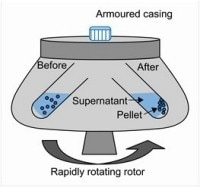 Armoured casing
Before
After
Supernatant
Pellet
Rapidly rotating rotor